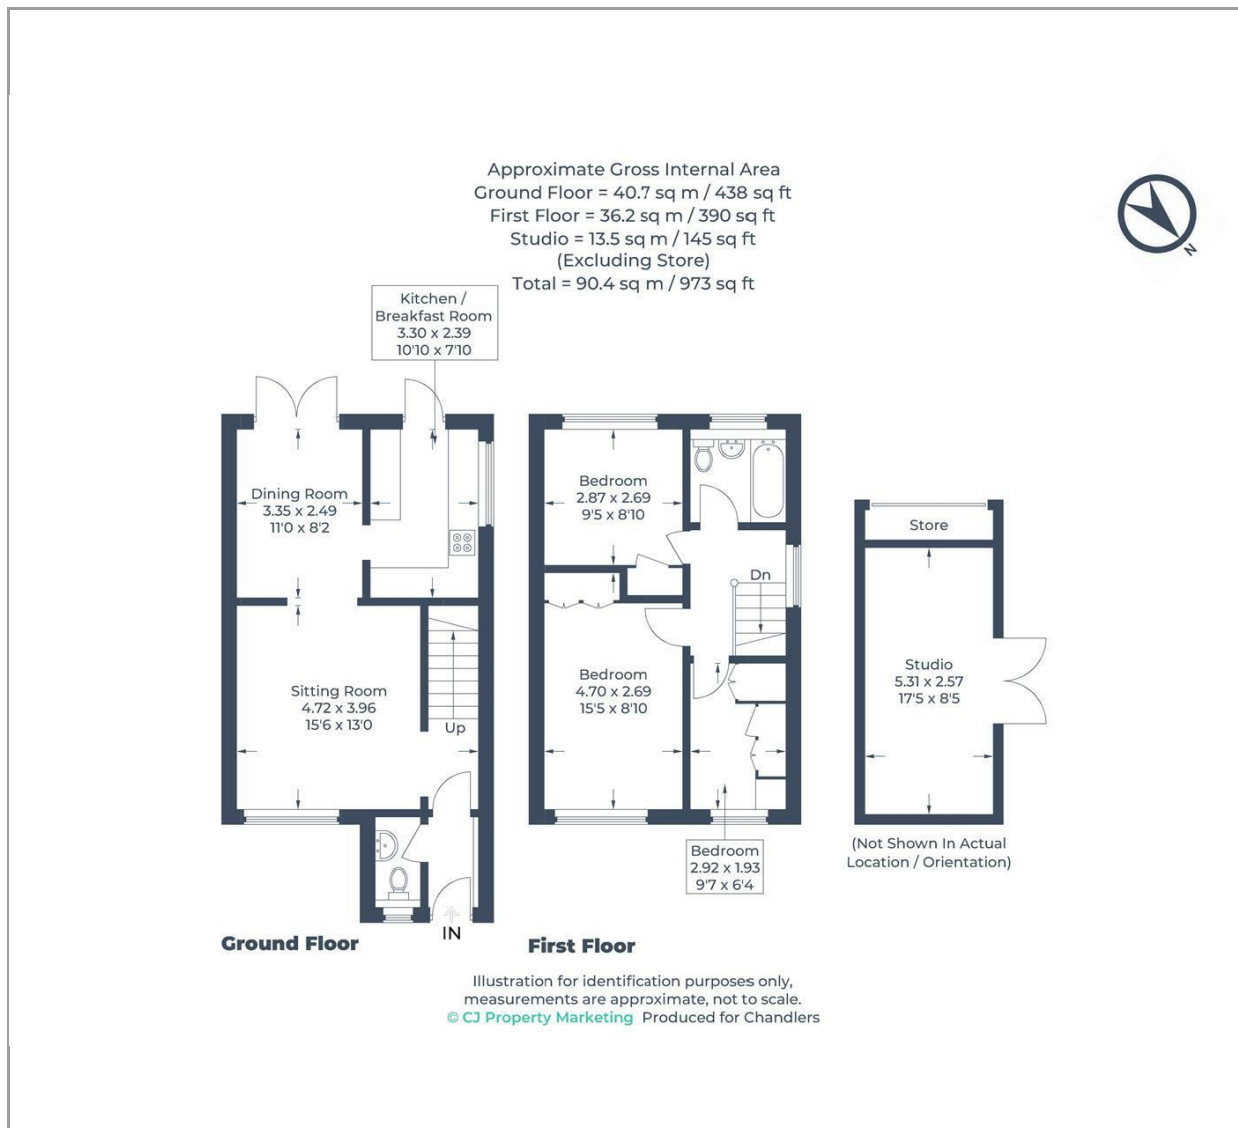 Approximate Gross Internal Area
Ground Floor = 40.7 sq m / 438 sq ft
First Floor = 36.2 sq m / 390 sq ft
Studio = 13.5 sq m / 145 sq ft
(Excluding Store)
Total = 90.4 sq m / 973 sq ft
N
Kitchen /
Breakfast Room
3.30 x 2.39
10'10 x 7'10
Dining Room
3.35 x 2.49
11'0 x 8'2
Sitting Room
4.72 x 3.96
15'6 x 13'0
Up
IN
Ground Floor
Bedroom
2.87 x 2.69
9'5 x 8'10
Dn
Bedroom
4.70 x 2.69
15'5 x 8'10
Bedroom
2.92 x 1.93
9'7 x 6'4
First Floor
Store
Studio
5.31 x 2.57
17'5 x 8'5
(Not Shown In Actual
Location / Orientation)
Illustration for identification purposes only,
measurements are approximate, not to scale.
© CJ Property Marketing Produced for Chandlers